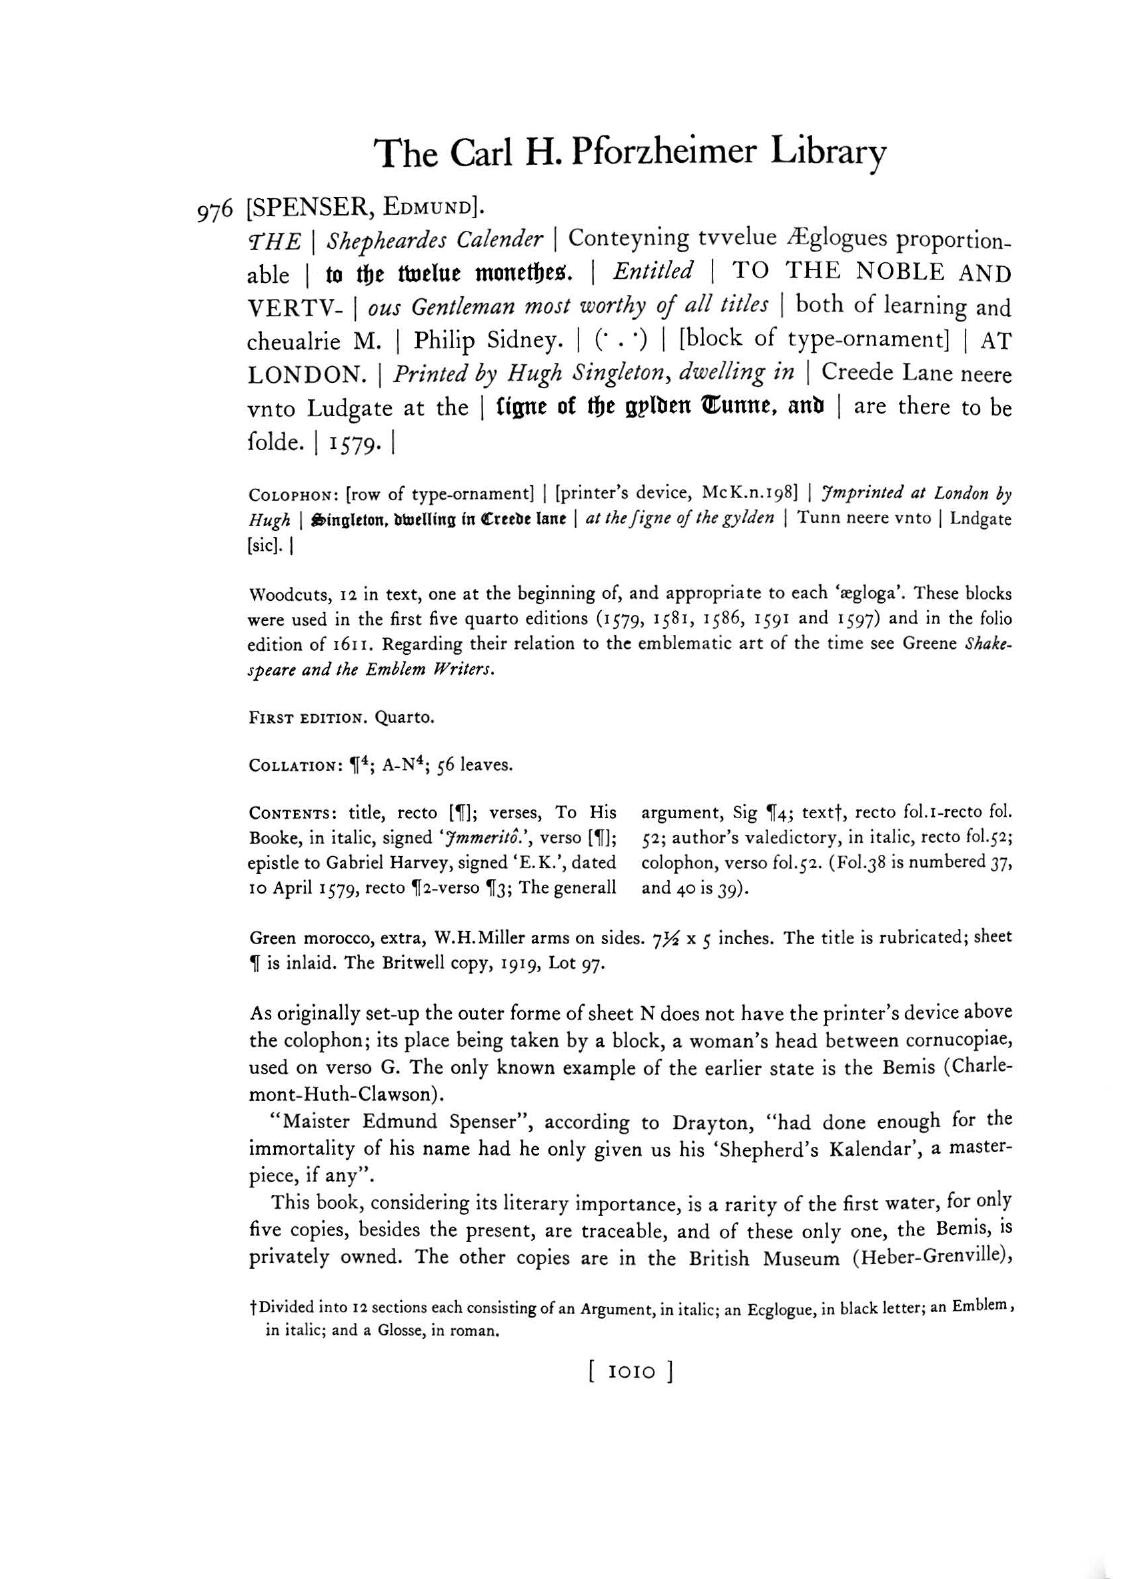 The Carl H. Pforzheimer Library
976 [SPENSER, EDMUND].
THE | Shepheardes Calender | Conteyning tvvelue Æglogues proportion-
able | to the twelue monethes. | Entitled | TO THE NOBLE AND
VERTV- | ous Gentleman most worthy of all titles | both of learning and
cheualrie M. | Philip Sidney. | (· . ·) | [block of type-ornament] | AT
LONDON. | Printed by Hugh Singleton, dwelling in | Creede Lane neere
vnto Ludgate at the | ſigne of the gylden Tunne, and | are there to be
ſolde. | 1579. |
COLOPHON: [row of type-ornament] | [printer's device, McK.n.198] | Imprinted at London by
Hugh | Singleton, dwelling in Creede lane | at the ſigne of the gylden | Tunn neere vnto | Lndgate
[sic]. |
Woodcuts, 12 in text, one at the beginning of, and appropriate to each ‘ægloga’. These blocks
were used in the first five quarto editions (1579, 1581, 1586, 1591 and 1597) and in the folio
edition of 1611. Regarding their relation to the emblematic art of the time see Greene Shake-
speare and the Emblem Writers.
FIRST EDITION. Quarto.
COLLATION: ¶⁴; A-N⁴; 56 leaves.
CONTENTS: title, recto [¶]; verses, To His
Booke, in italic, signed ‘Immeritô.’, verso [¶];
epistle to Gabriel Harvey, signed ‘E.K.’, dated
10 April 1579, recto ¶2-verso ¶3; The generall
argument, Sig ¶4; text†, recto fol.1-recto fol.
52; author's valedictory, in italic, recto fol.52;
colophon, verso fol.52. (Fol.38 is numbered 37,
and 40 is 39).
Green morocco, extra, W.H.Miller arms on sides. 7½ x 5 inches. The title is rubricated; sheet
¶ is inlaid. The Britwell copy, 1919, Lot 97.
As originally set-up the outer forme of sheet N does not have the printer's device above
the colophon; its place being taken by a block, a woman's head between cornucopiae,
used on verso G. The only known example of the earlier state is the Bemis (Charle-
mont-Huth-Clawson).
“Maister Edmund Spenser”, according to Drayton, “had done enough for the
immortality of his name had he only given us his ‘Shepherd's Kalendar’, a master-
piece, if any”.
This book, considering its literary importance, is a rarity of the first water, for only
five copies, besides the present, are traceable, and of these only one, the Bemis, is
privately owned. The other copies are in the British Museum (Heber-Grenville),
†Divided into 12 sections each consisting of an Argument, in italic; an Ecglogue, in black letter; an Emblem,
in italic; and a Glosse, in roman.
[ 1010 ]